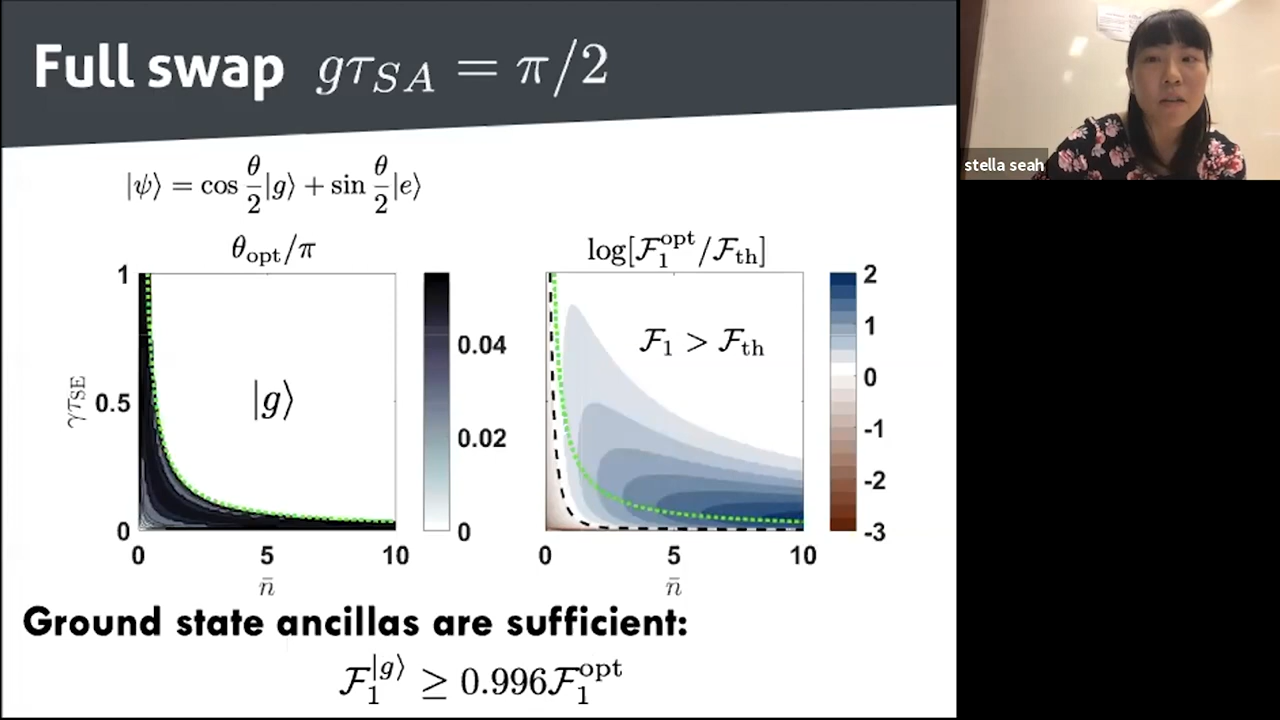 Full swap gτ_SA = π/2
stella seah
|ψ⟩ = cos θ/2 |g⟩ + sin θ/2 |e⟩
θ_opt/π
log[F_1^opt/F_th]
1
0.5
0
γτ_SE
|g⟩
0 5 10
n̄
0.04
0.02
0
F_1 > F_th
0 5 10
n̄
2
1
0
-1
-2
-3
Ground state ancillas are sufficient:
F_1^|g⟩ ≥ 0.996F_1^opt